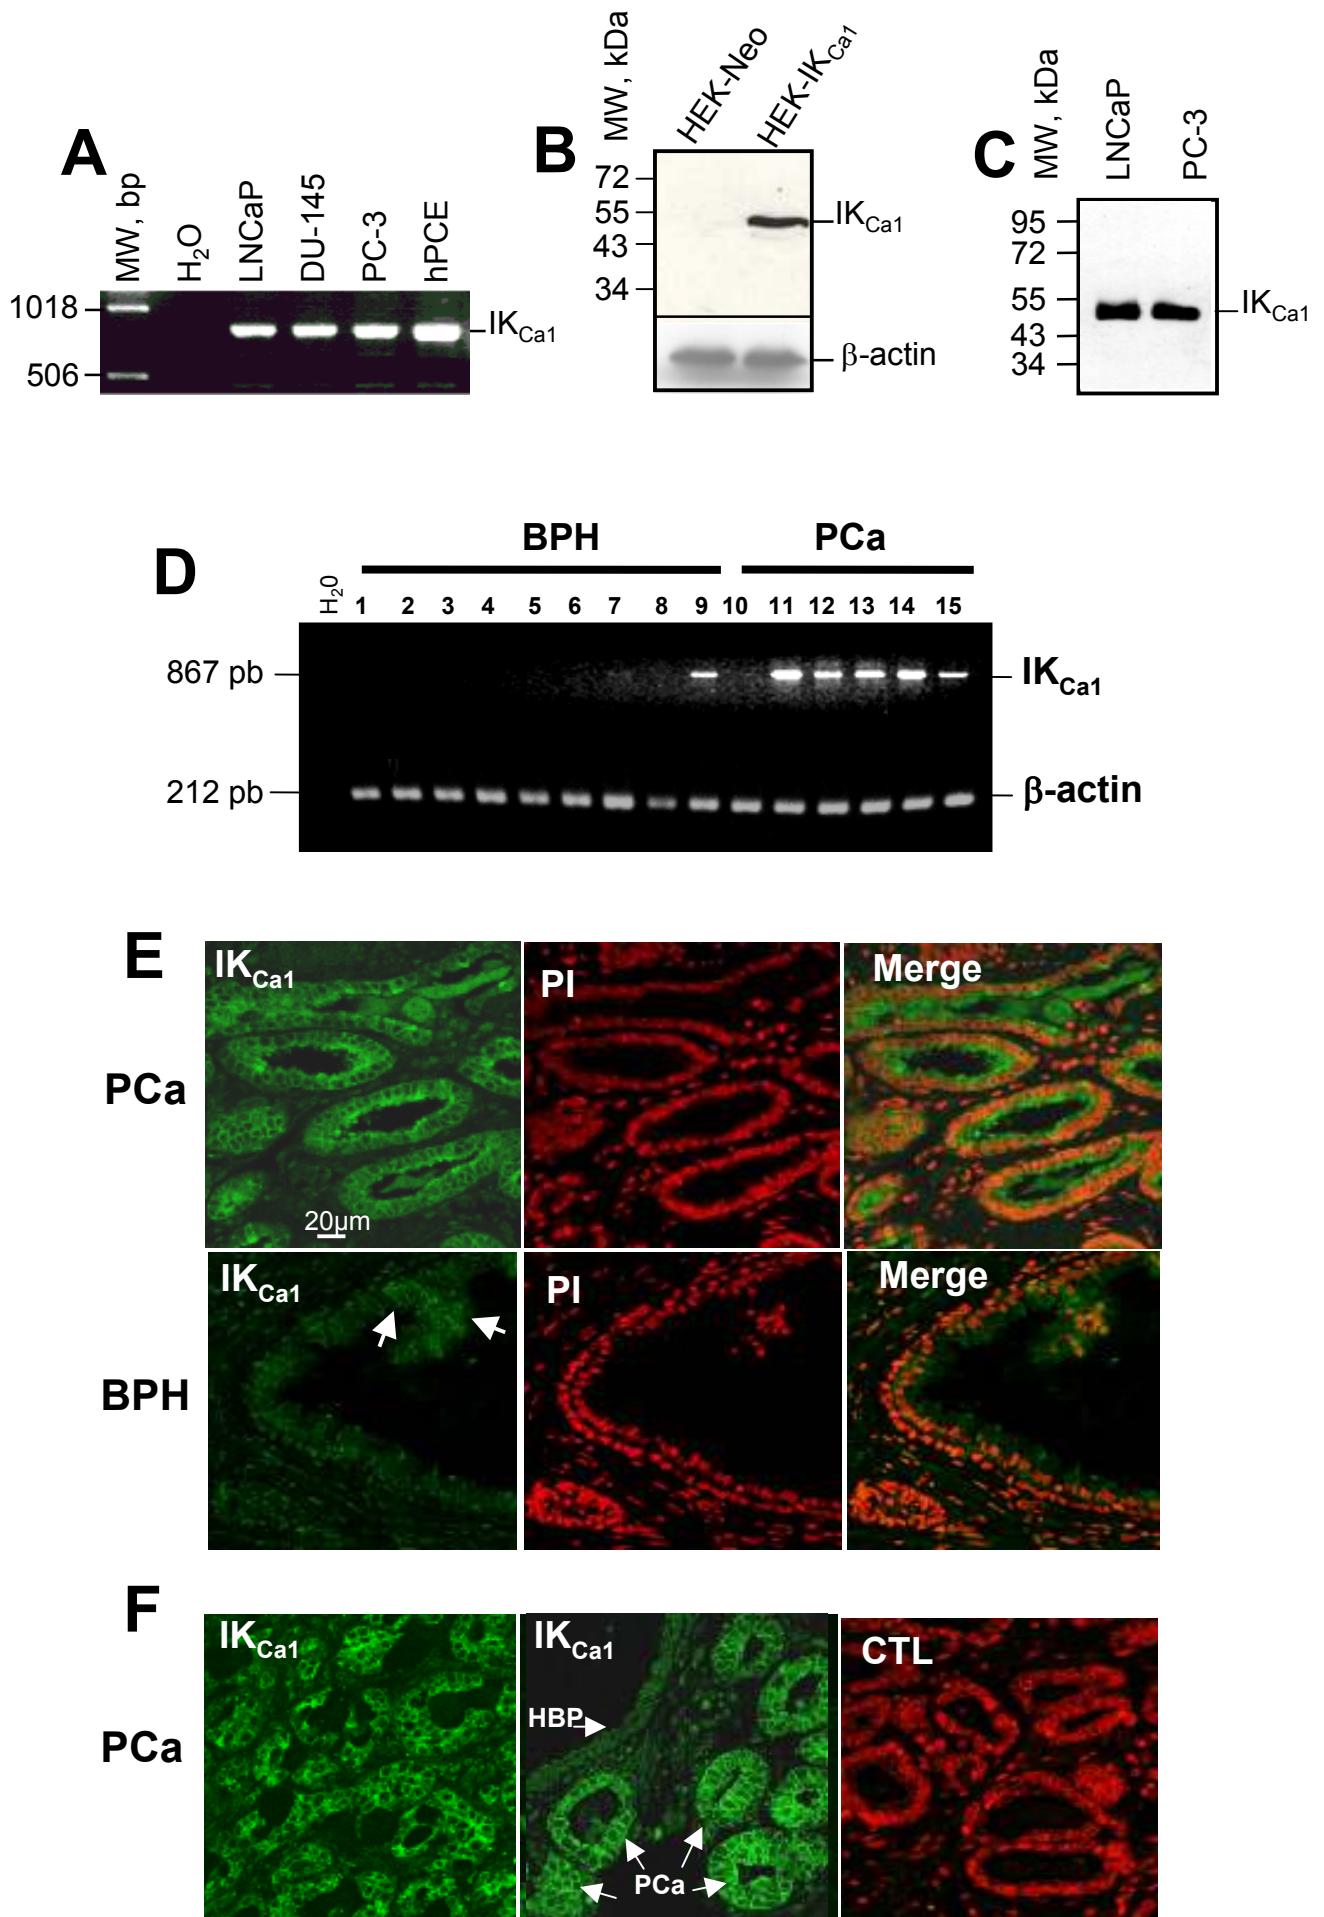 A
MW, bp
H2O
LNCaP
DU-145
PC-3
hPCE
1018
506
IKCa1
B
MW, kDa
HEK-Neo
HEK-IKCa1
72
55
43
34
IKCa1
β-actin
C
MW, kDa
LNCaP
PC-3
95
72
55
43
34
IKCa1
D
BPH PCa
H20 1 2 3 4 5 6 7 8 9 10 11 12 13 14 15
867 pb
IKCa1
212 pb
β-actin
E
PCa
IKCa1
20µm
PI
Merge
BPH
IKCa1
PI
Merge
F
PCa
IKCa1
IKCa1
HBP
PCa
CTL